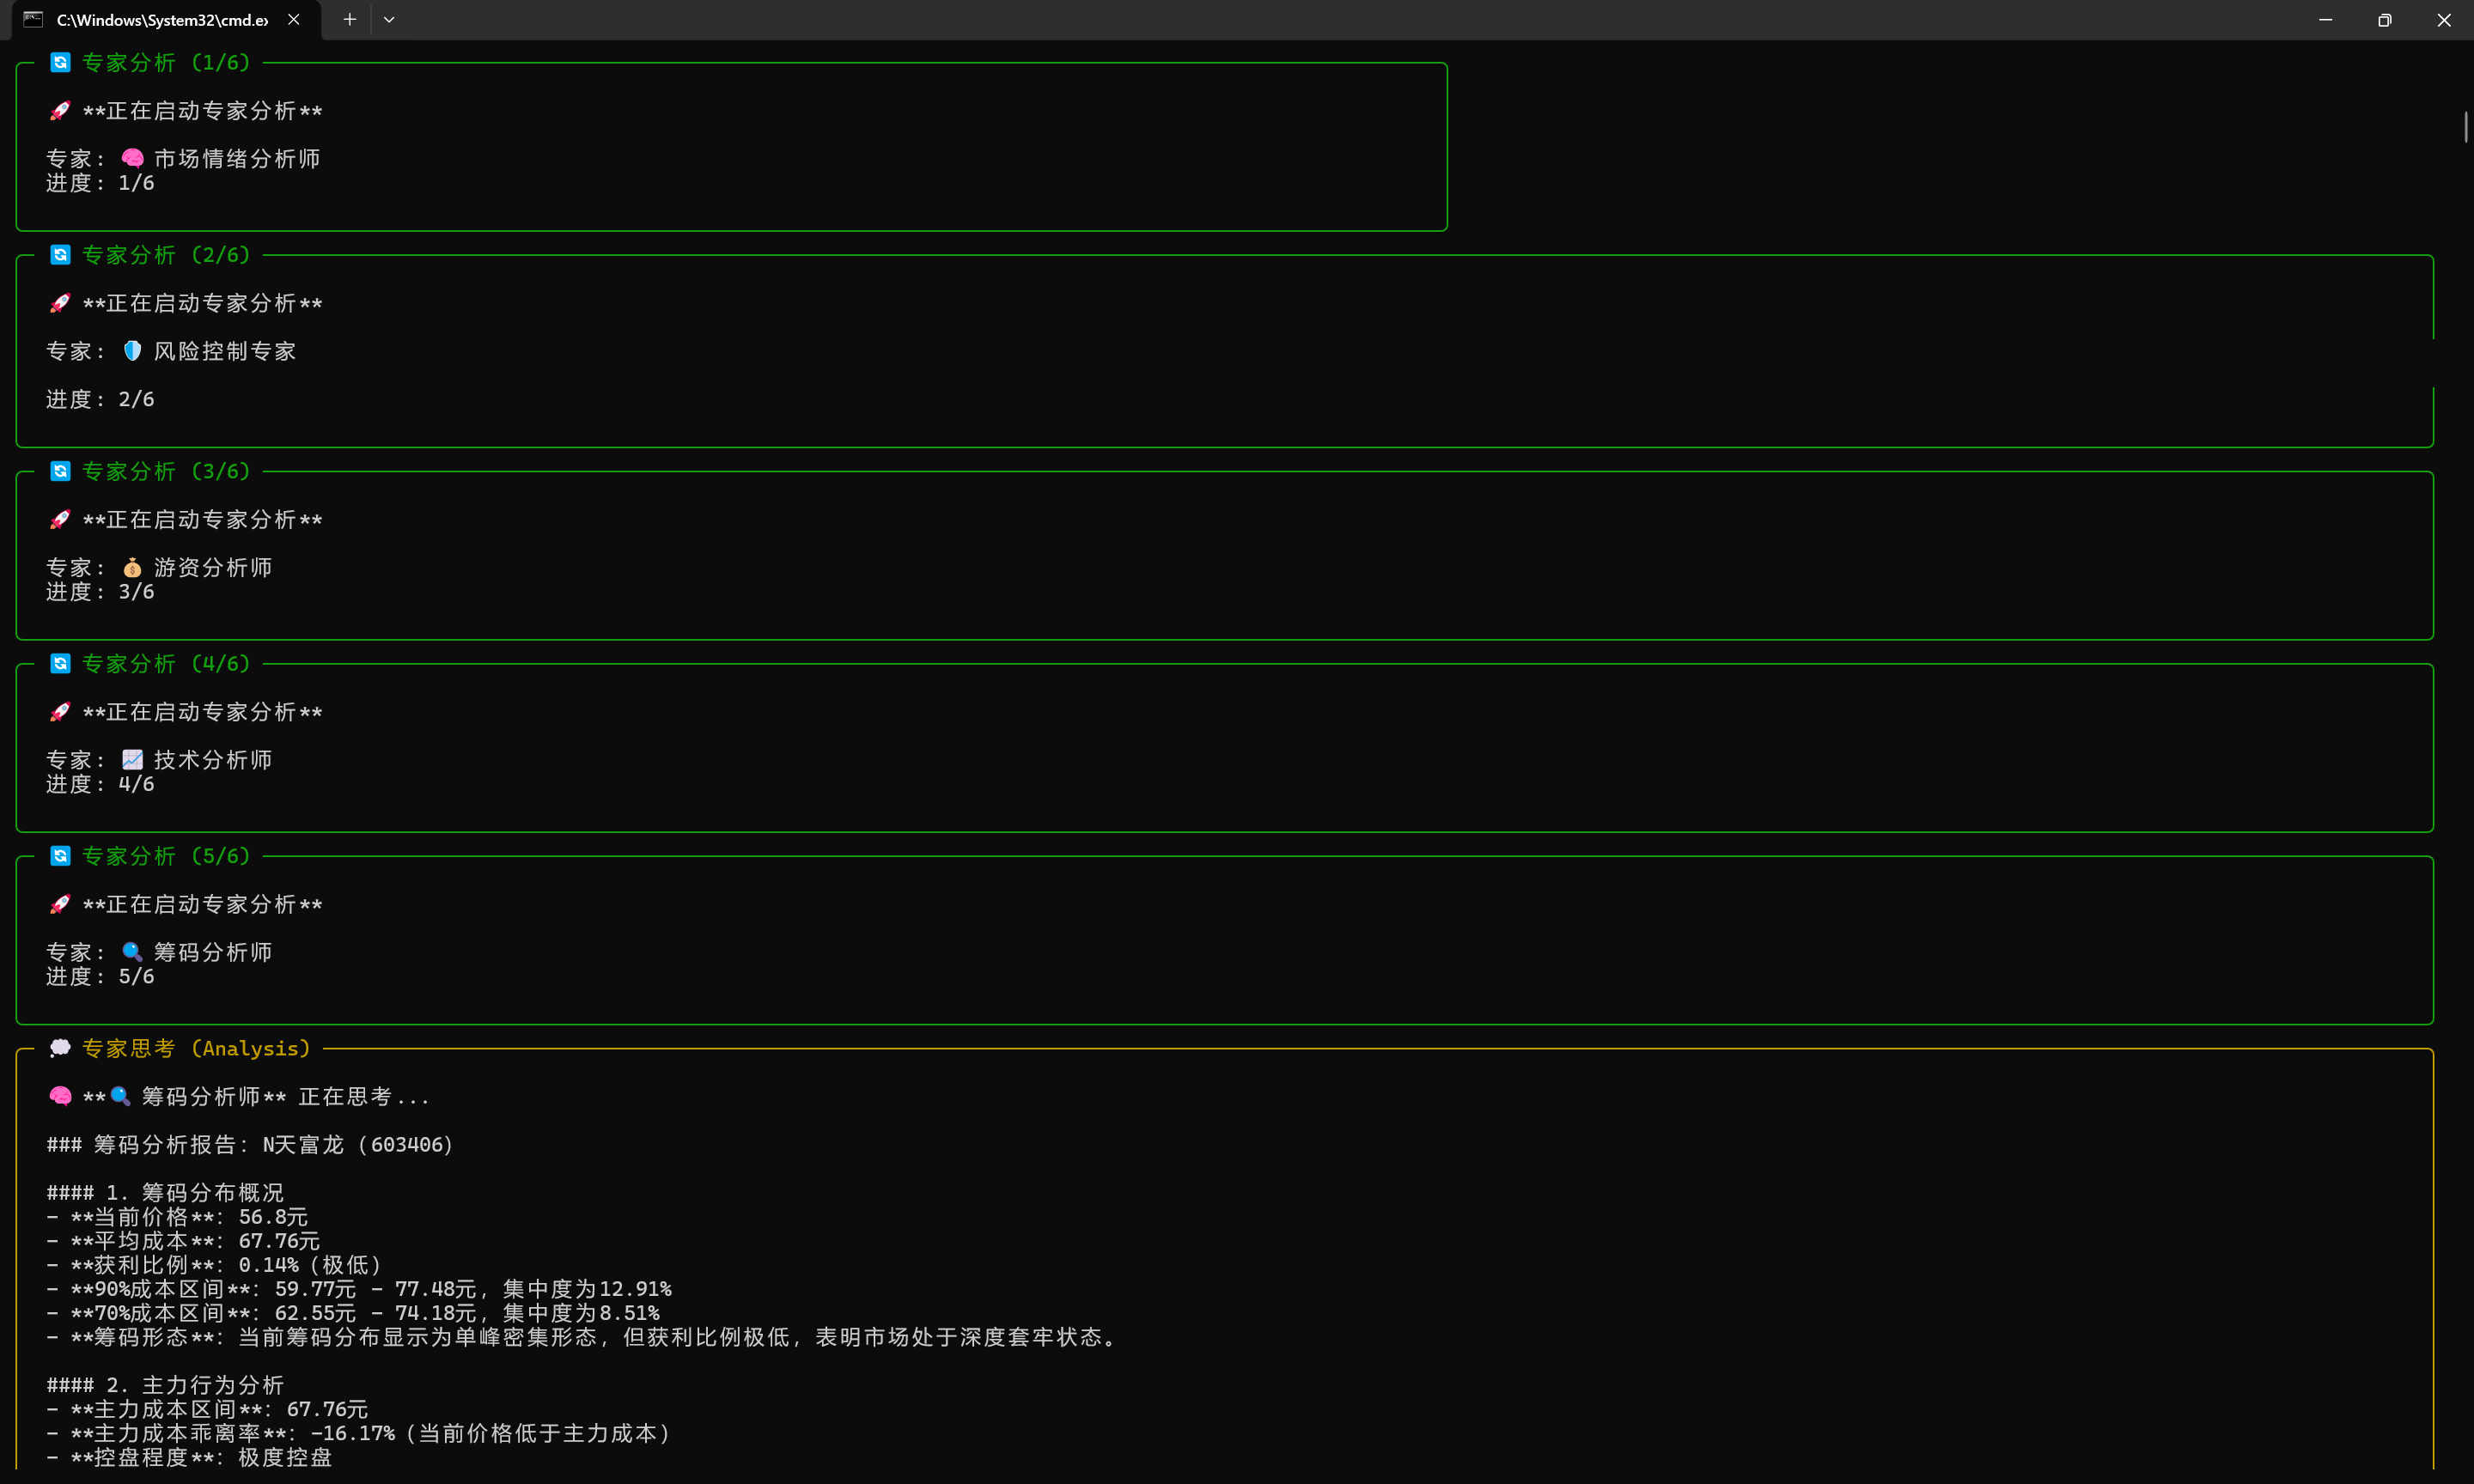 C:\Windows\System32\cmd.ex
🔄 专家分析 (1/6)
🚀 **正在启动专家分析**
专家: 🧠 市场情绪分析师
进度: 1/6
🔄 专家分析 (2/6)
🚀 **正在启动专家分析**
专家: 🛡️ 风险控制专家
进度: 2/6
🔄 专家分析 (3/6)
🚀 **正在启动专家分析**
专家: 💰 游资分析师
进度: 3/6
🔄 专家分析 (4/6)
🚀 **正在启动专家分析**
专家: 📈 技术分析师
进度: 4/6
🔄 专家分析 (5/6)
🚀 **正在启动专家分析**
专家: 🔍 筹码分析师
进度: 5/6
💭 专家思考 (Analysis)
🧠 **🔍 筹码分析师** 正在思考...
### 筹码分析报告：N天富龙（603406）
#### 1. 筹码分布概况
- **当前价格**：56.8元
- **平均成本**：67.76元
- **获利比例**：0.14%（极低）
- **90%成本区间**：59.77元 - 77.48元，集中度为12.91%
- **70%成本区间**：62.55元 - 74.18元，集中度为8.51%
- **筹码形态**：当前筹码分布显示为单峰密集形态，但获利比例极低，表明市场处于深度套牢状态。
#### 2. 主力行为分析
- **主力成本区间**：67.76元
- **主力成本乖离率**：-16.17%（当前价格低于主力成本）
- **控盘程度**：极度控盘